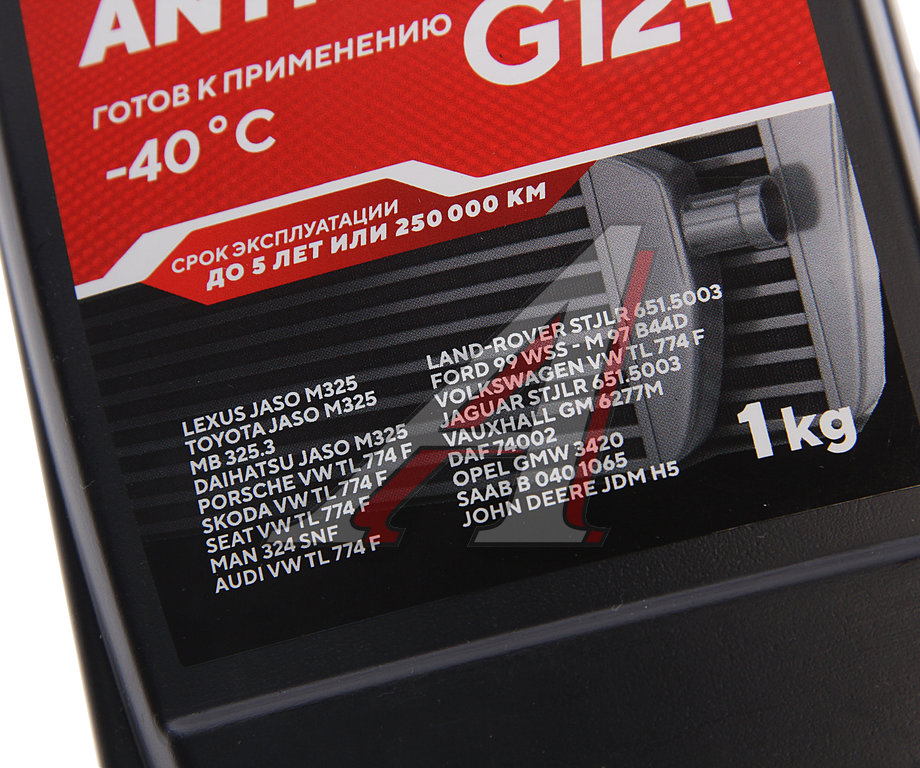 G12+
ГОТОВ К ПРИМЕНЕНИЮ
-40°C
СРОК ЭКСПЛУАТАЦИИ
ДО 5 ЛЕТ ИЛИ 250 000 КМ
LEXUS JASO M325
TOYOTA JASO M325
MB 325.3
DAIHATSU JASO M325
PORSCHE VW TL 774 F
SKODA VW TL 774 F
SEAT VW TL 774 F
MAN 324 SNF
AUDI VW TL 774 F
LAND-ROVER STJLR 651.5003
FORD 99 WSS - M 97 B44D
VOLKSWAGEN VW TL 774 F
JAGUAR STJLR 651.5003
VAUXHALL GM 6277M
DAF 74002
OPEL GMW 3420
SAAB B 040 1065
JOHN DEERE JDM H5
1 kg